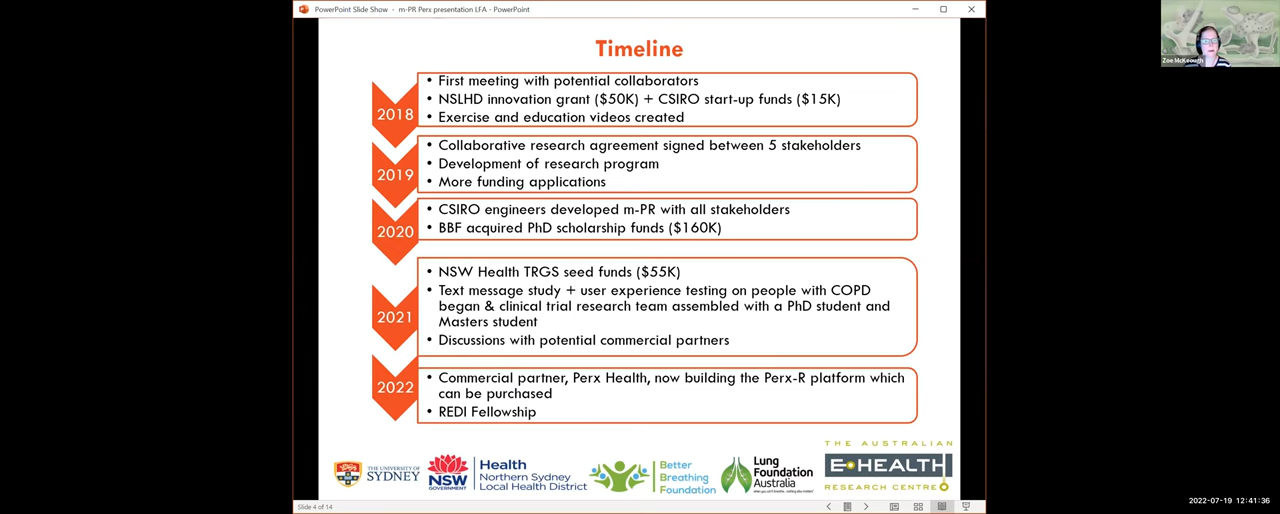 PowerPoint Slide Show - m-PR Perx presentation LFA - PowerPoint
Zoe McKeough
Timeline
2018
• First meeting with potential collaborators
• NSLHD innovation grant ($50K) + CSIRO start-up funds ($15K)
• Exercise and education videos created
2019
• Collaborative research agreement signed between 5 stakeholders
• Development of research program
• More funding applications
2020
• CSIRO engineers developed m-PR with all stakeholders
• BBF acquired PhD scholarship funds ($160K)
2021
• NSW Health TRGS seed funds ($55K)
• Text message study + user experience testing on people with COPD
began & clinical trial research team assembled with a PhD student and
Masters student
• Discussions with potential commercial partners
2022
• Commercial partner, Perx Health, now building the Perx-R platform which
can be purchased
• REDI Fellowship
THE UNIVERSITY OF
SYDNEY
NSW
GOVERNMENT
Health
Northern Sydney
Local Health District
Better
Breathing
Foundation
Lung
Foundation
Australia
when you can't breathe, nothing else matters
THE AUSTRALIAN
E-HEALTH
RESEARCH CENTRE
Slide 4 of 14
2022-07-19 12:41:36